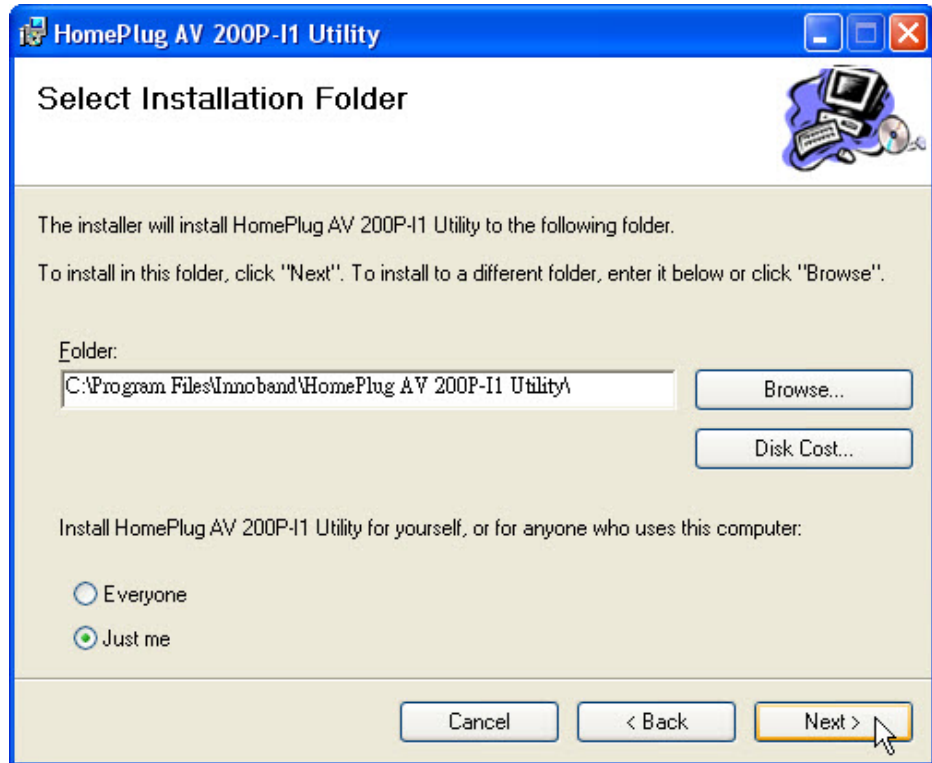 HomePlug AV 200P-I1 Utility
Select Installation Folder
The installer will install HomePlug AV 200P-I1 Utility to the following folder.
To install in this folder, click "Next". To install to a different folder, enter it below or click "Browse".
Folder:
C:\Program Files\Innoband\HomePlug AV 200P-I1 Utility\
Browse...
Disk Cost...
Install HomePlug AV 200P-I1 Utility for yourself, or for anyone who uses this computer:
Everyone
Just me
Cancel
< Back
Next >